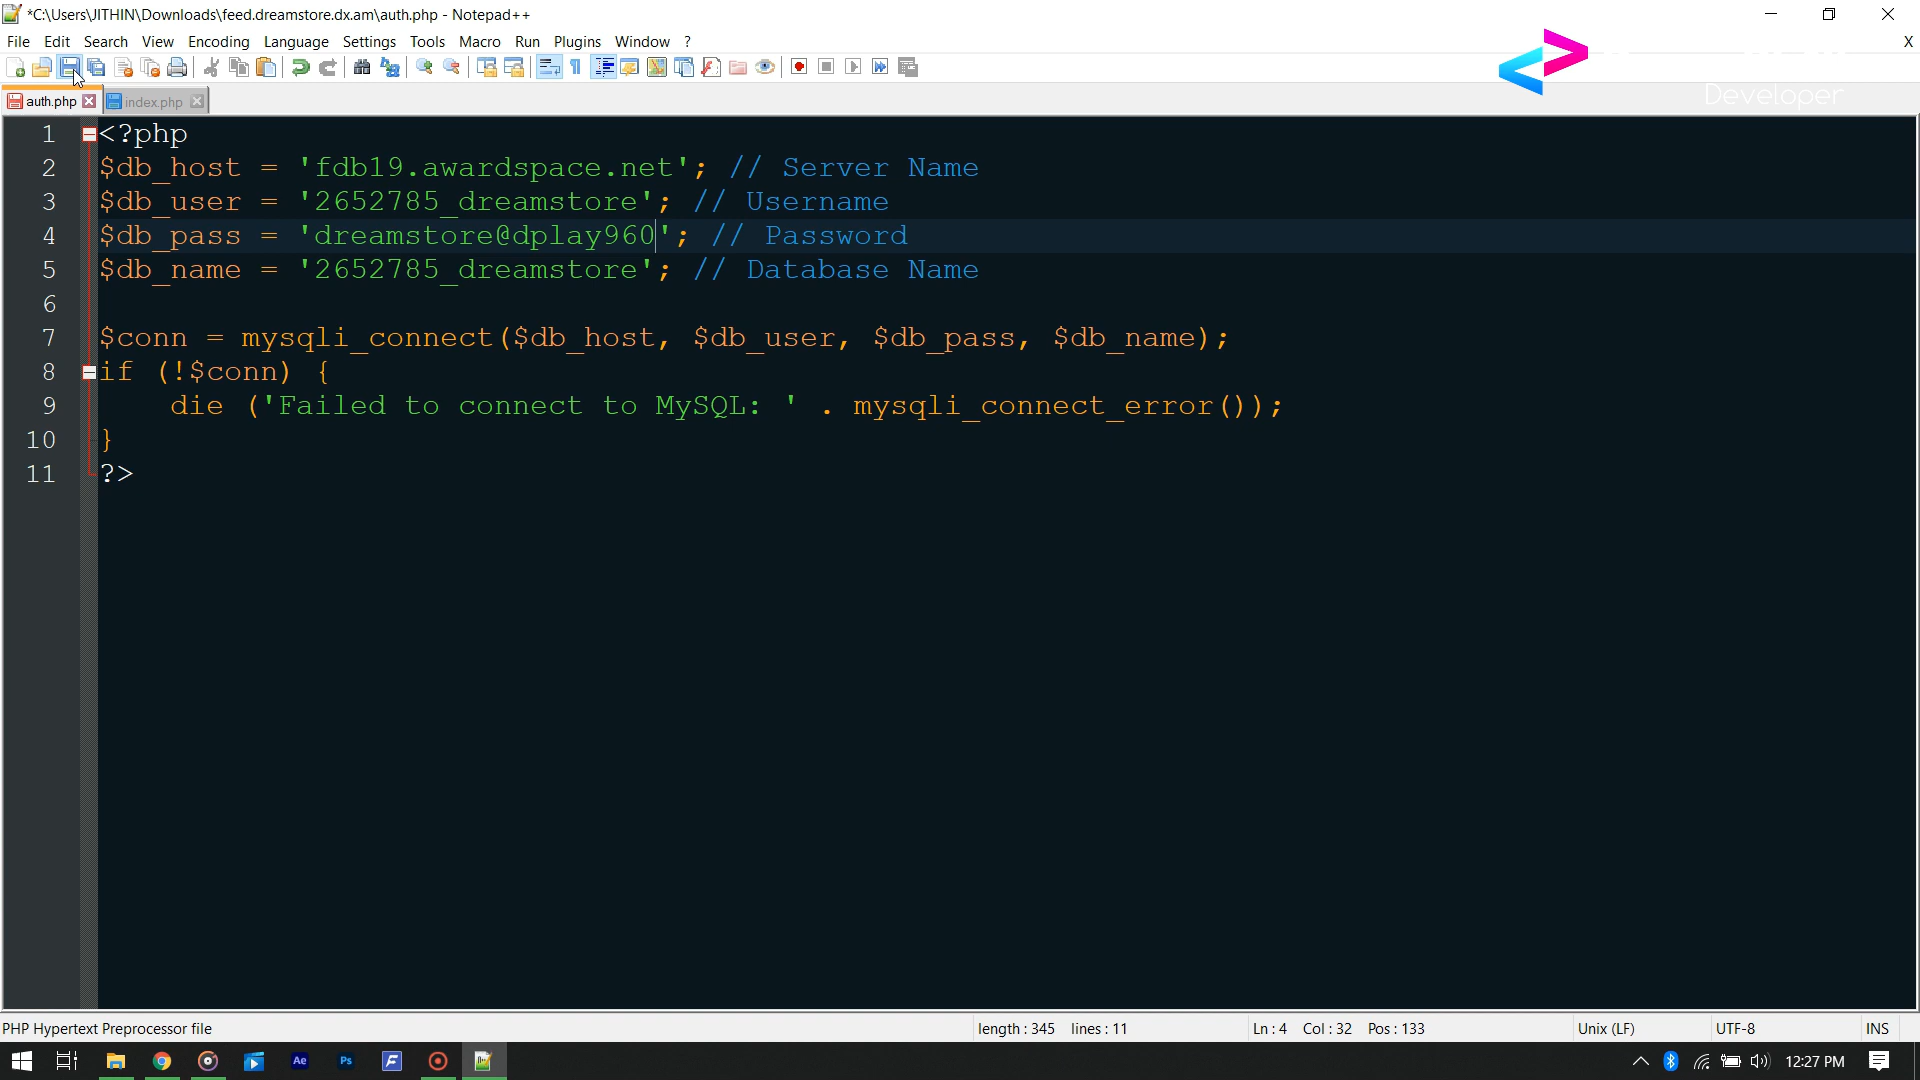 *C:\Users\JITHIN\Downloads\feed.dreamstore.dx.am\auth.php - Notepad++
File Edit Search View Encoding Language Settings Tools Macro Run Plugins Window ? X
Developer
auth.php index.php
1 <?php
2 $db_host = 'fdb19.awardspace.net'; // Server Name
3 $db_user = '2652785_dreamstore'; // Username
4 $db_pass = 'dreamstore@dplay960'; // Password
5 $db_name = '2652785_dreamstore'; // Database Name
6
7 $conn = mysqli_connect($db_host, $db_user, $db_pass, $db_name);
8 if (!$conn) {
9 die ('Failed to connect to MySQL: ' . mysqli_connect_error());
10 }
11 ?>
PHP Hypertext Preprocessor file length : 345 lines : 11 Ln : 4 Col : 32 Pos : 133 Unix (LF) UTF-8 INS
Ae Ps F 12:27 PM